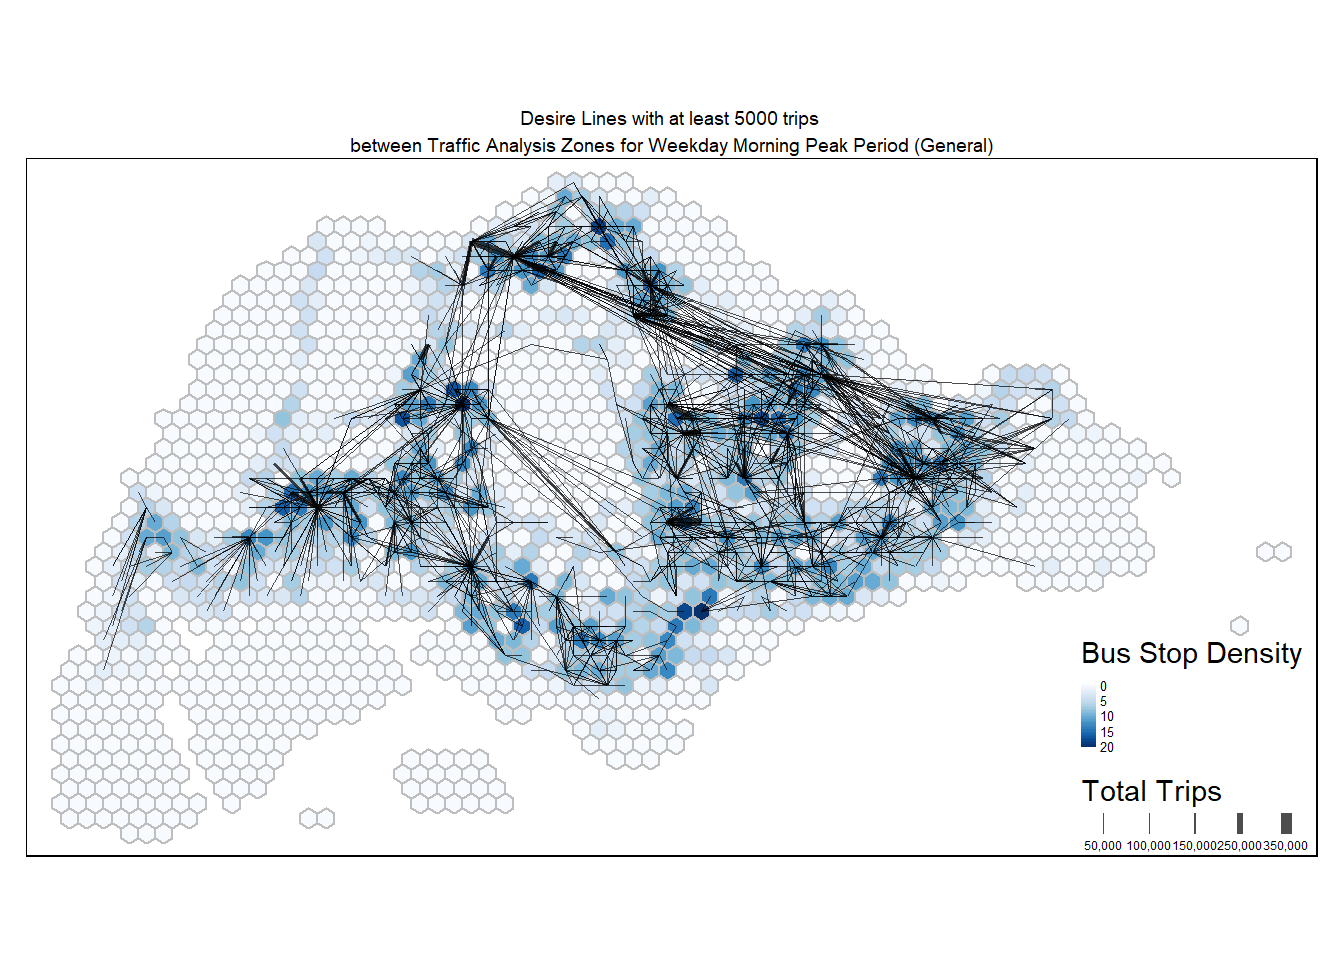 Desire Lines with at least 5000 trips
between Traffic Analysis Zones for Weekday Morning Peak Period (General)
Bus Stop Density
0
5
10
15
20
Total Trips
50,000 100,000 150,000 250,000 350,000